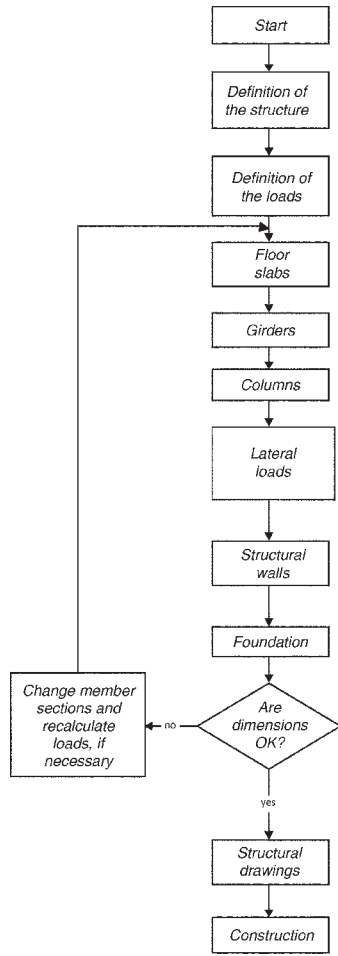 Start
Definition of
the structure
Definition of
the loads
Floor
slabs
Girders
Columns
Lateral
loads
Structural
walls
Foundation
Change member
sections and
recalculate
loads, if
necessary
no
Are
dimensions
OK?
yes
Structural
drawings
Construction